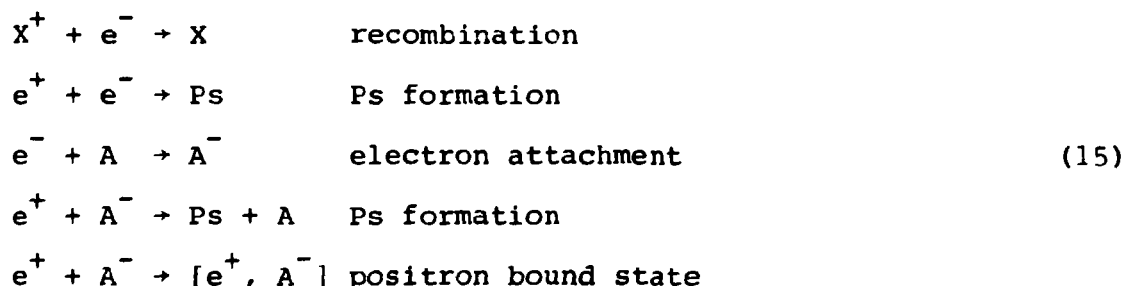 X⁺ + e⁻ → X recombination
e⁺ + e⁻ → Ps Ps formation
e⁻ + A → A⁻ electron attachment (15)
e⁺ + A⁻ → Ps + A Ps formation
e⁺ + A⁻ → [e⁺, A⁻] positron bound state